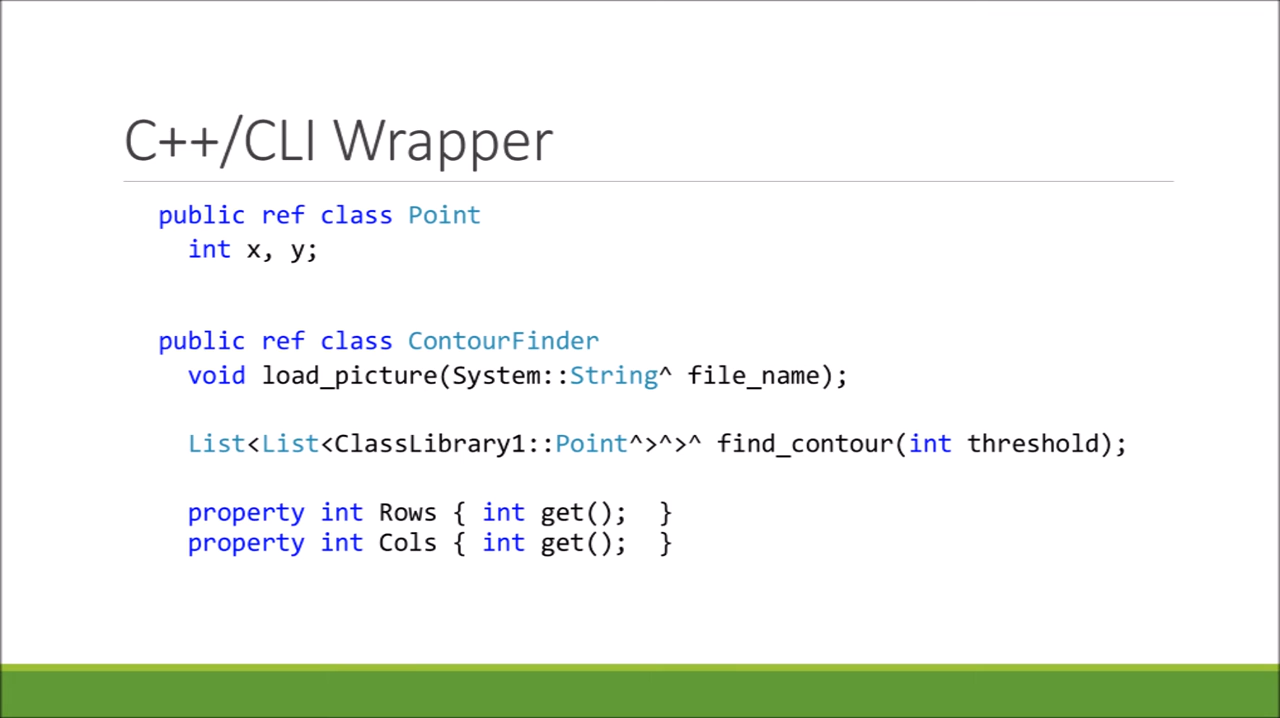 C++/CLI Wrapper
public ref class Point
int x, y;
public ref class ContourFinder
void load_picture(System::String^ file_name);
List<List<ClassLibrary1::Point^>^>^ find_contour(int threshold);
property int Rows { int get();  }
property int Cols { int get();  }